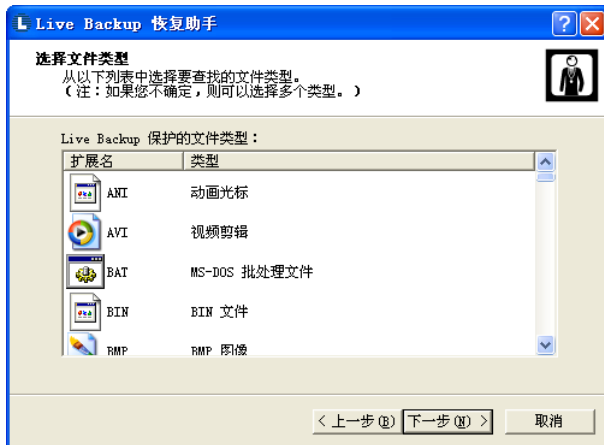 Live Backup 恢复助手
选择文件类型
从以下列表中选择要查找的文件类型。
(注:如果您不确定,则可以选择多个类型。)
Live Backup 保护的文件类型:
扩展名 类型
ANI 动画光标
AVI 视频剪辑
BAT MS-DOS 批处理文件
BIN BIN 文件
BMP BMP 图像
< 上一步(B) 下一步(N) > 取消